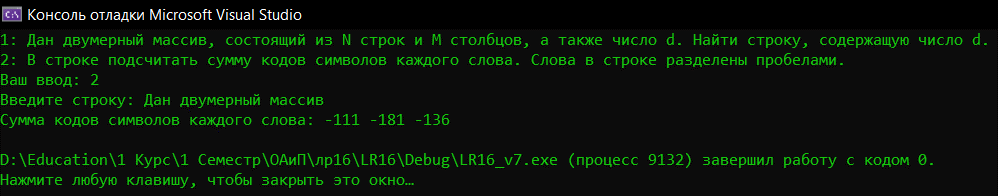 Консоль отладки Microsoft Visual Studio
1: Дан двумерный массив, состоящий из N строк и M столбцов, а также число d. Найти строку, содержащую число d.
2: В строке подсчитать сумму кодов символов каждого слова. Слова в строке разделены пробелами.
Ваш ввод: 2
Введите строку: Дан двумерный массив
Сумма кодов символов каждого слова: -111 -181 -136
D:\Education\1 Курс\1 Семестр\ОАиП\лр16\LR16\Debug\LR16_v7.exe (процесс 9132) завершил работу с кодом 0.
Нажмите любую клавишу, чтобы закрыть это окно…